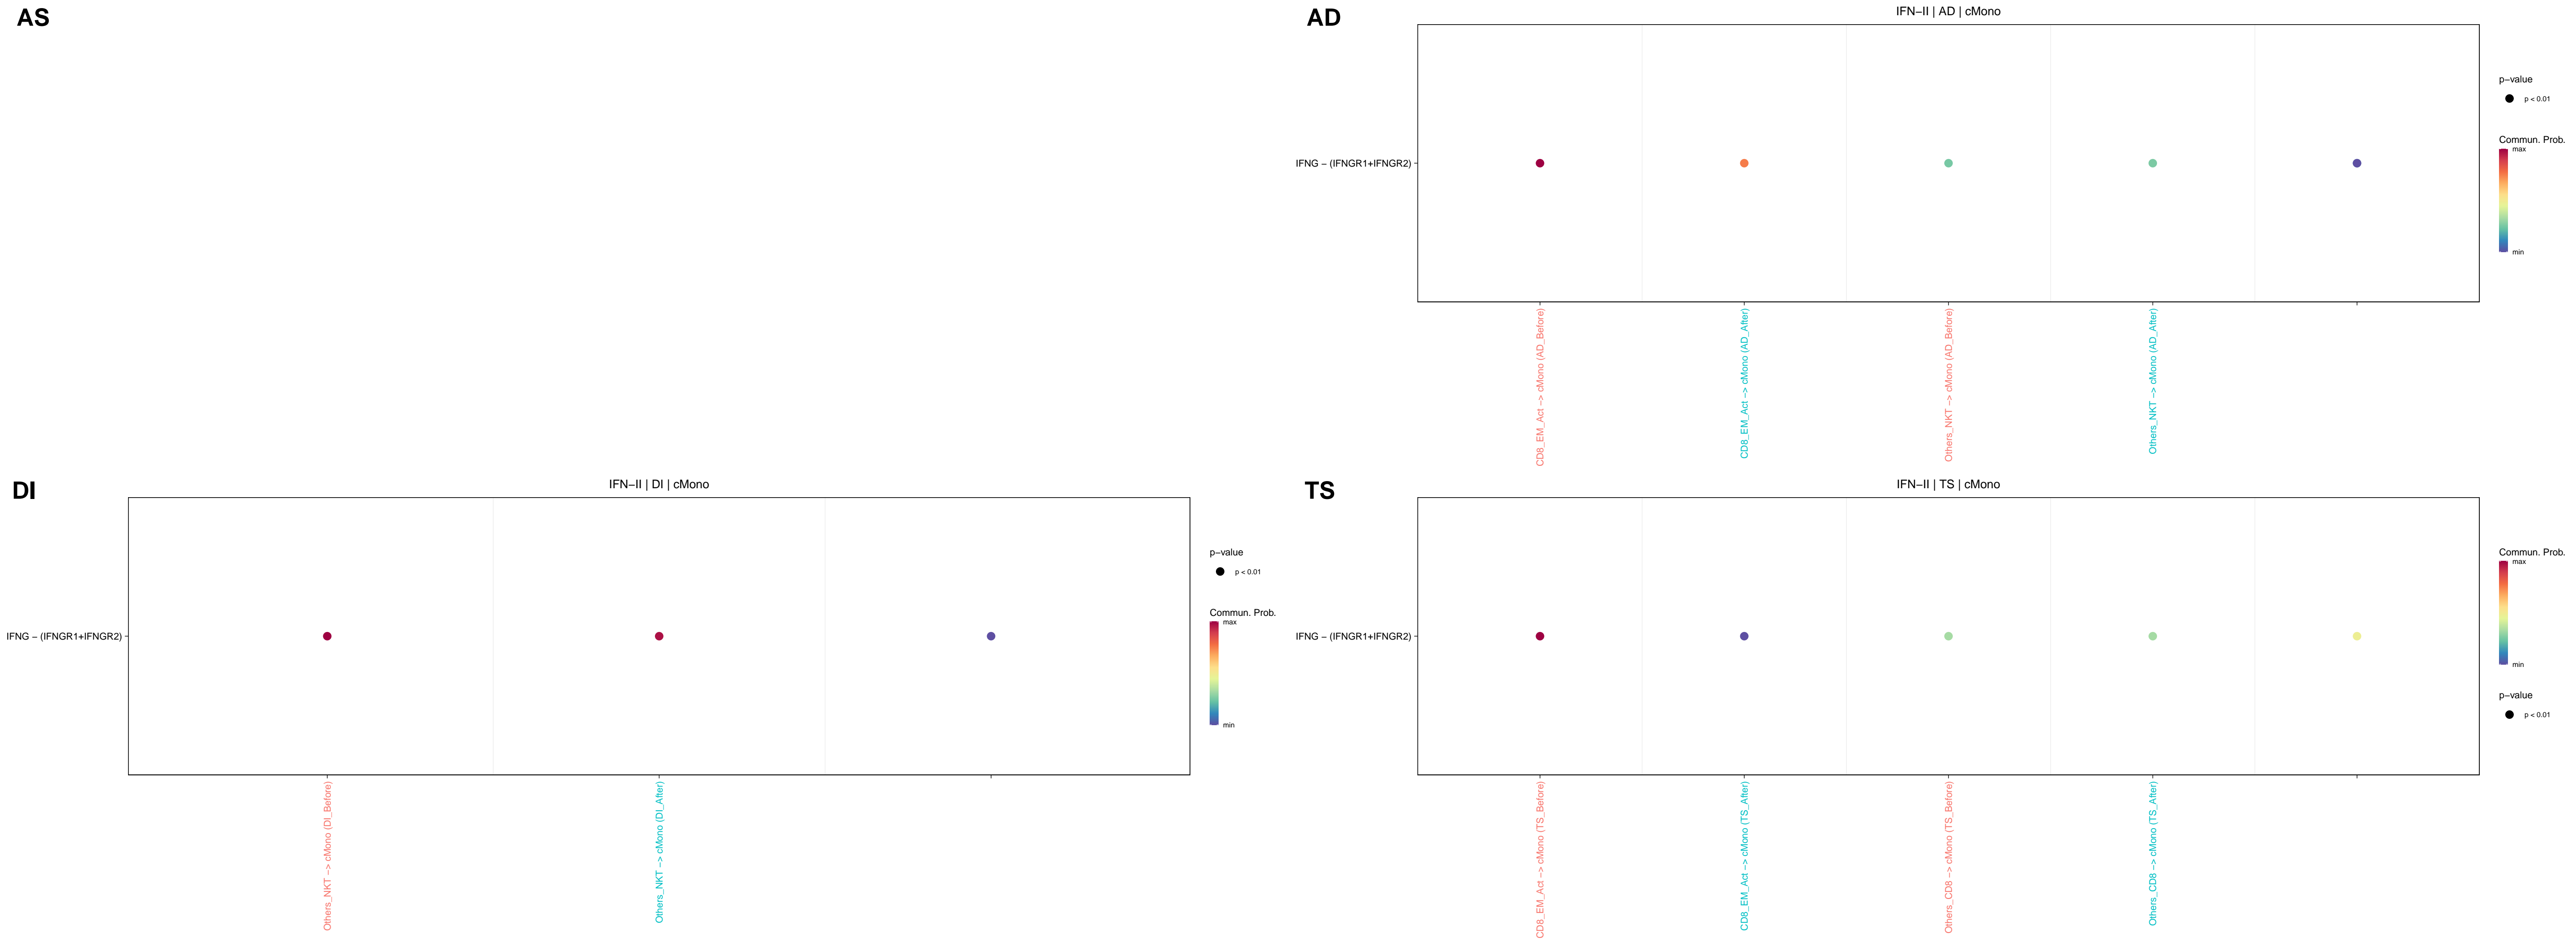 AS
AD
IFN−II | AD | cMono
IFNG − (IFNGR1+IFNGR2)
CD8_EM_Act −> cMono (AD_Before)
CD8_EM_Act −> cMono (AD_After)
Others_NKT −> cMono (AD_Before)
Others_NKT −> cMono (AD_After)
p−value
p < 0.01
Commun. Prob.
max
min
DI
IFN−II | DI | cMono
IFNG − (IFNGR1+IFNGR2)
Others_NKT −> cMono (DI_Before)
Others_NKT −> cMono (DI_After)
p−value
p < 0.01
Commun. Prob.
max
min
TS
IFN−II | TS | cMono
IFNG − (IFNGR1+IFNGR2)
CD8_EM_Act −> cMono (TS_Before)
CD8_EM_Act −> cMono (TS_After)
Others_CD8 −> cMono (TS_Before)
Others_CD8 −> cMono (TS_After)
Commun. Prob.
max
min
p−value
p < 0.01